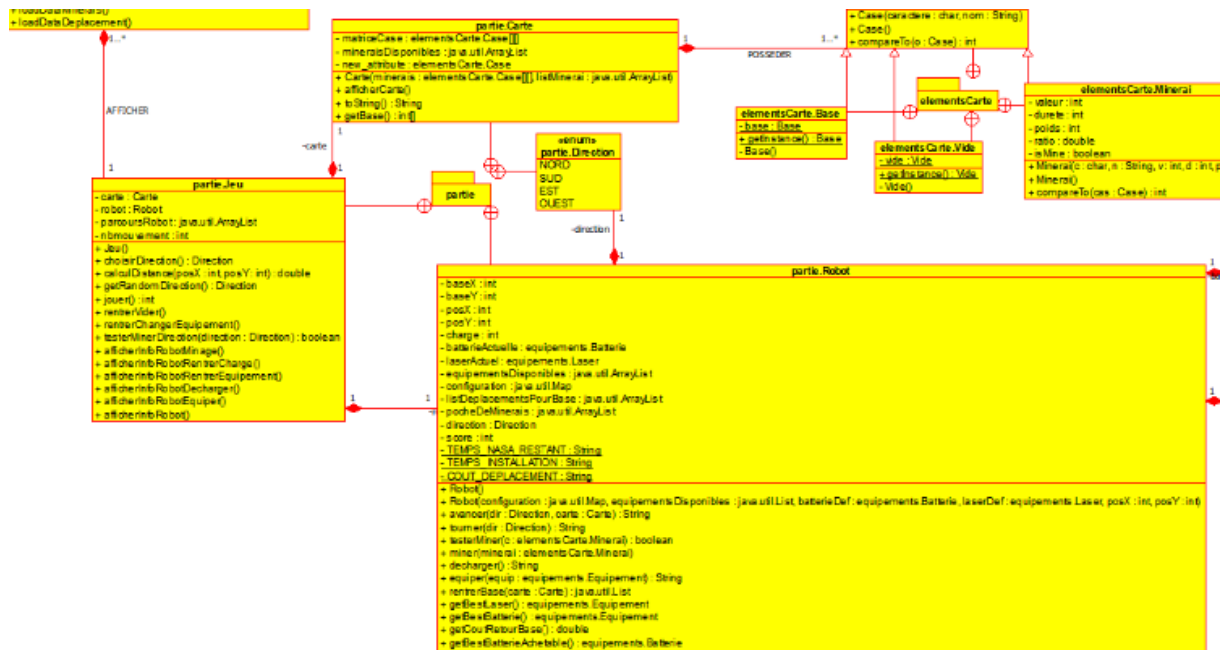 + loadDataMinerais()
+ loadDataDeplacement()
1..*
AFFICHER
1
partie.Carte
- matriceCase : elementsCarte.Case[][]
- mineraisDisponibles : java.util.ArrayList
- new_attribute : elementsCarte.Case
+ Carte(minerais : elementsCarte.Case[][], listMinerai : java.util.ArrayList)
+ afficherCarte()
+ toString() : String
+ getBase() : int[]
1
-carte
1
1
POSSEDER
1..*
+ Case(caractere : char, nom : String)
+ Case()
+ compareTo(o : Case) : int
elementsCarte.Base
- base : Base
+ getInstance() : Base
- Base()
elementsCarte
elementsCarte.Vide
- vide : Vide
+ getInstance() : Vide
- Vide()
elementsCarte.Minerai
- valeur : int
- durete : int
- poids : int
- ratio : double
- isMine : boolean
+ Minerai(c : char, n : String, v : int, d : int, p
+ Minerai()
+ compareTo(cas : Case) : int
«enum»
partie.Direction
NORD
SUD
EST
OUEST
partie
1
-direction
1
partie.Jeu
- carte : Carte
- robot : Robot
- parcoursRobot : java.util.ArrayList
- nbmouvement : int
+ Jeu()
+ choisirDirection() : Direction
+ calculDistance(posX : int, posY : int) : double
+ getRandomDirection() : Direction
+ jouer() : int
+ rentrerVider()
+ rentrerChangerEquipement()
+ testerMinerDirection(direction : Direction) : boolean
+ afficherInfoRobotMinage()
+ afficherInfoRobotRentrerCharge()
+ afficherInfoRobotRentrerEquipement()
+ afficherInfoRobotDecharger()
+ afficherInfoRobotEquiper()
+ afficherInfoRobot()
1
1
partie.Robot
- baseX : int
- baseY : int
- posX : int
- posY : int
- charge : int
- batterieActuelle : equipements.Batterie
- laserActuel : equipements.Laser
- equipementsDisponibles : java.util.ArrayList
- configuration : java.util.Map
- listDeplacementsPourBase : java.util.ArrayList
- pocheDeMinerais : java.util.ArrayList
- direction : Direction
- score : int
- TEMPS_NASA_RESTANT : String
- TEMPS_INSTALLATION : String
- COUT_DEPLACEMENT : String
+ Robot()
+ Robot(configuration : java.util.Map, equipementsDisponibles : java.util.List, batterieDef : equipements.Batterie, laserDef : equipements.Laser, posX : int, posY : int)
+ avancer(dir : Direction, carte : Carte) : String
+ tourner(dir : Direction) : String
+ testerMiner(c : elementsCarte.Minerai) : boolean
+ miner(minerai : elementsCarte.Minerai)
+ decharger() : String
+ equiper(equip : equipements.Equipement) : String
+ rentrerBase(carte : Carte) : java.util.List
+ getBestLaser() : equipements.Equipement
+ getBestBatterie() : equipements.Equipement
+ getCoutRetourBase() : double
+ getBestBatterieAchetable() : equipements.Batterie
1
1